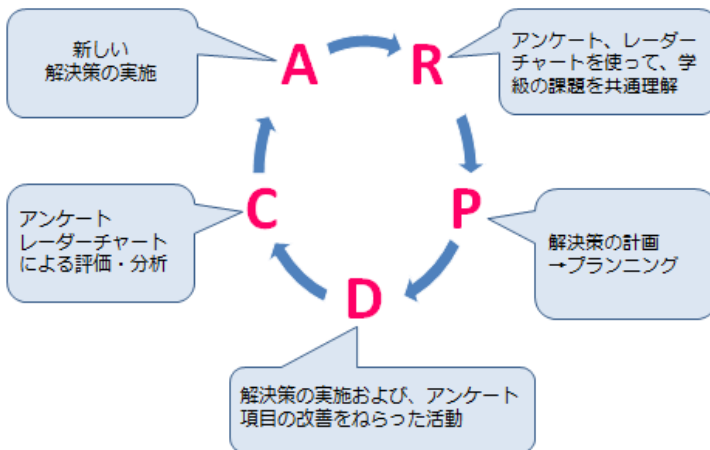 新しい
解決策の実施
A
R
アンケート、レーダー
チャートを使って、学
級の課題を共通理解
C
P
アンケート
レーダーチャート
による評価・分析
解決策の計画
→プランニング
D
解決策の実施および、アンケート
項目の改善をねらった活動